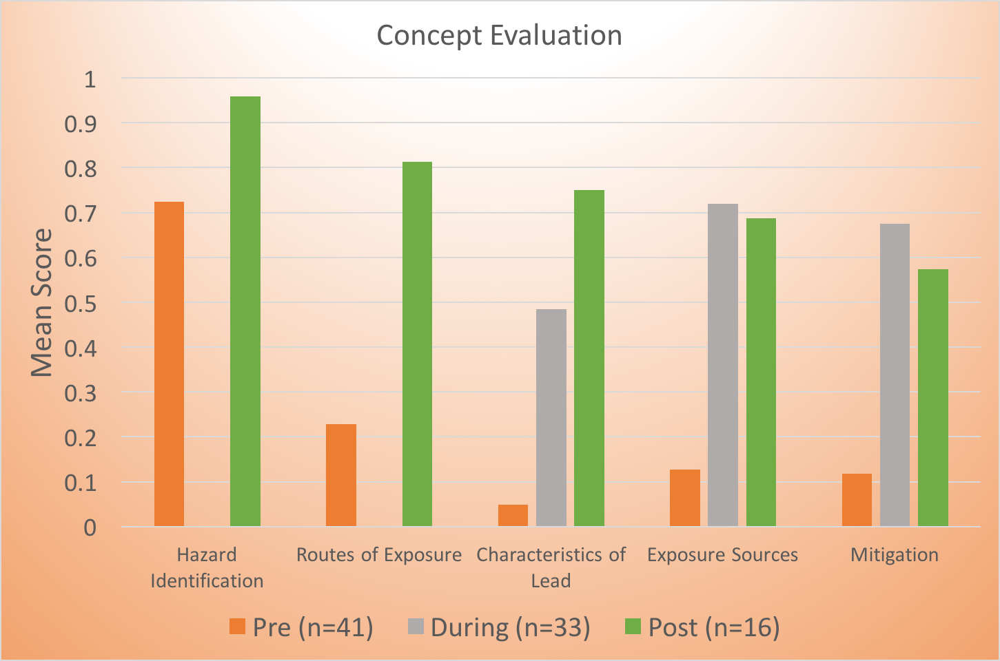 Concept Evaluation
1
0.9
0.8
0.7
0.6
0.5
0.4
0.3
0.2
0.1
0
Mean Score
Hazard
Identification
Routes of Exposure
Characteristics of
Lead
Exposure Sources
Mitigation
Pre (n=41)
During (n=33)
Post (n=16)